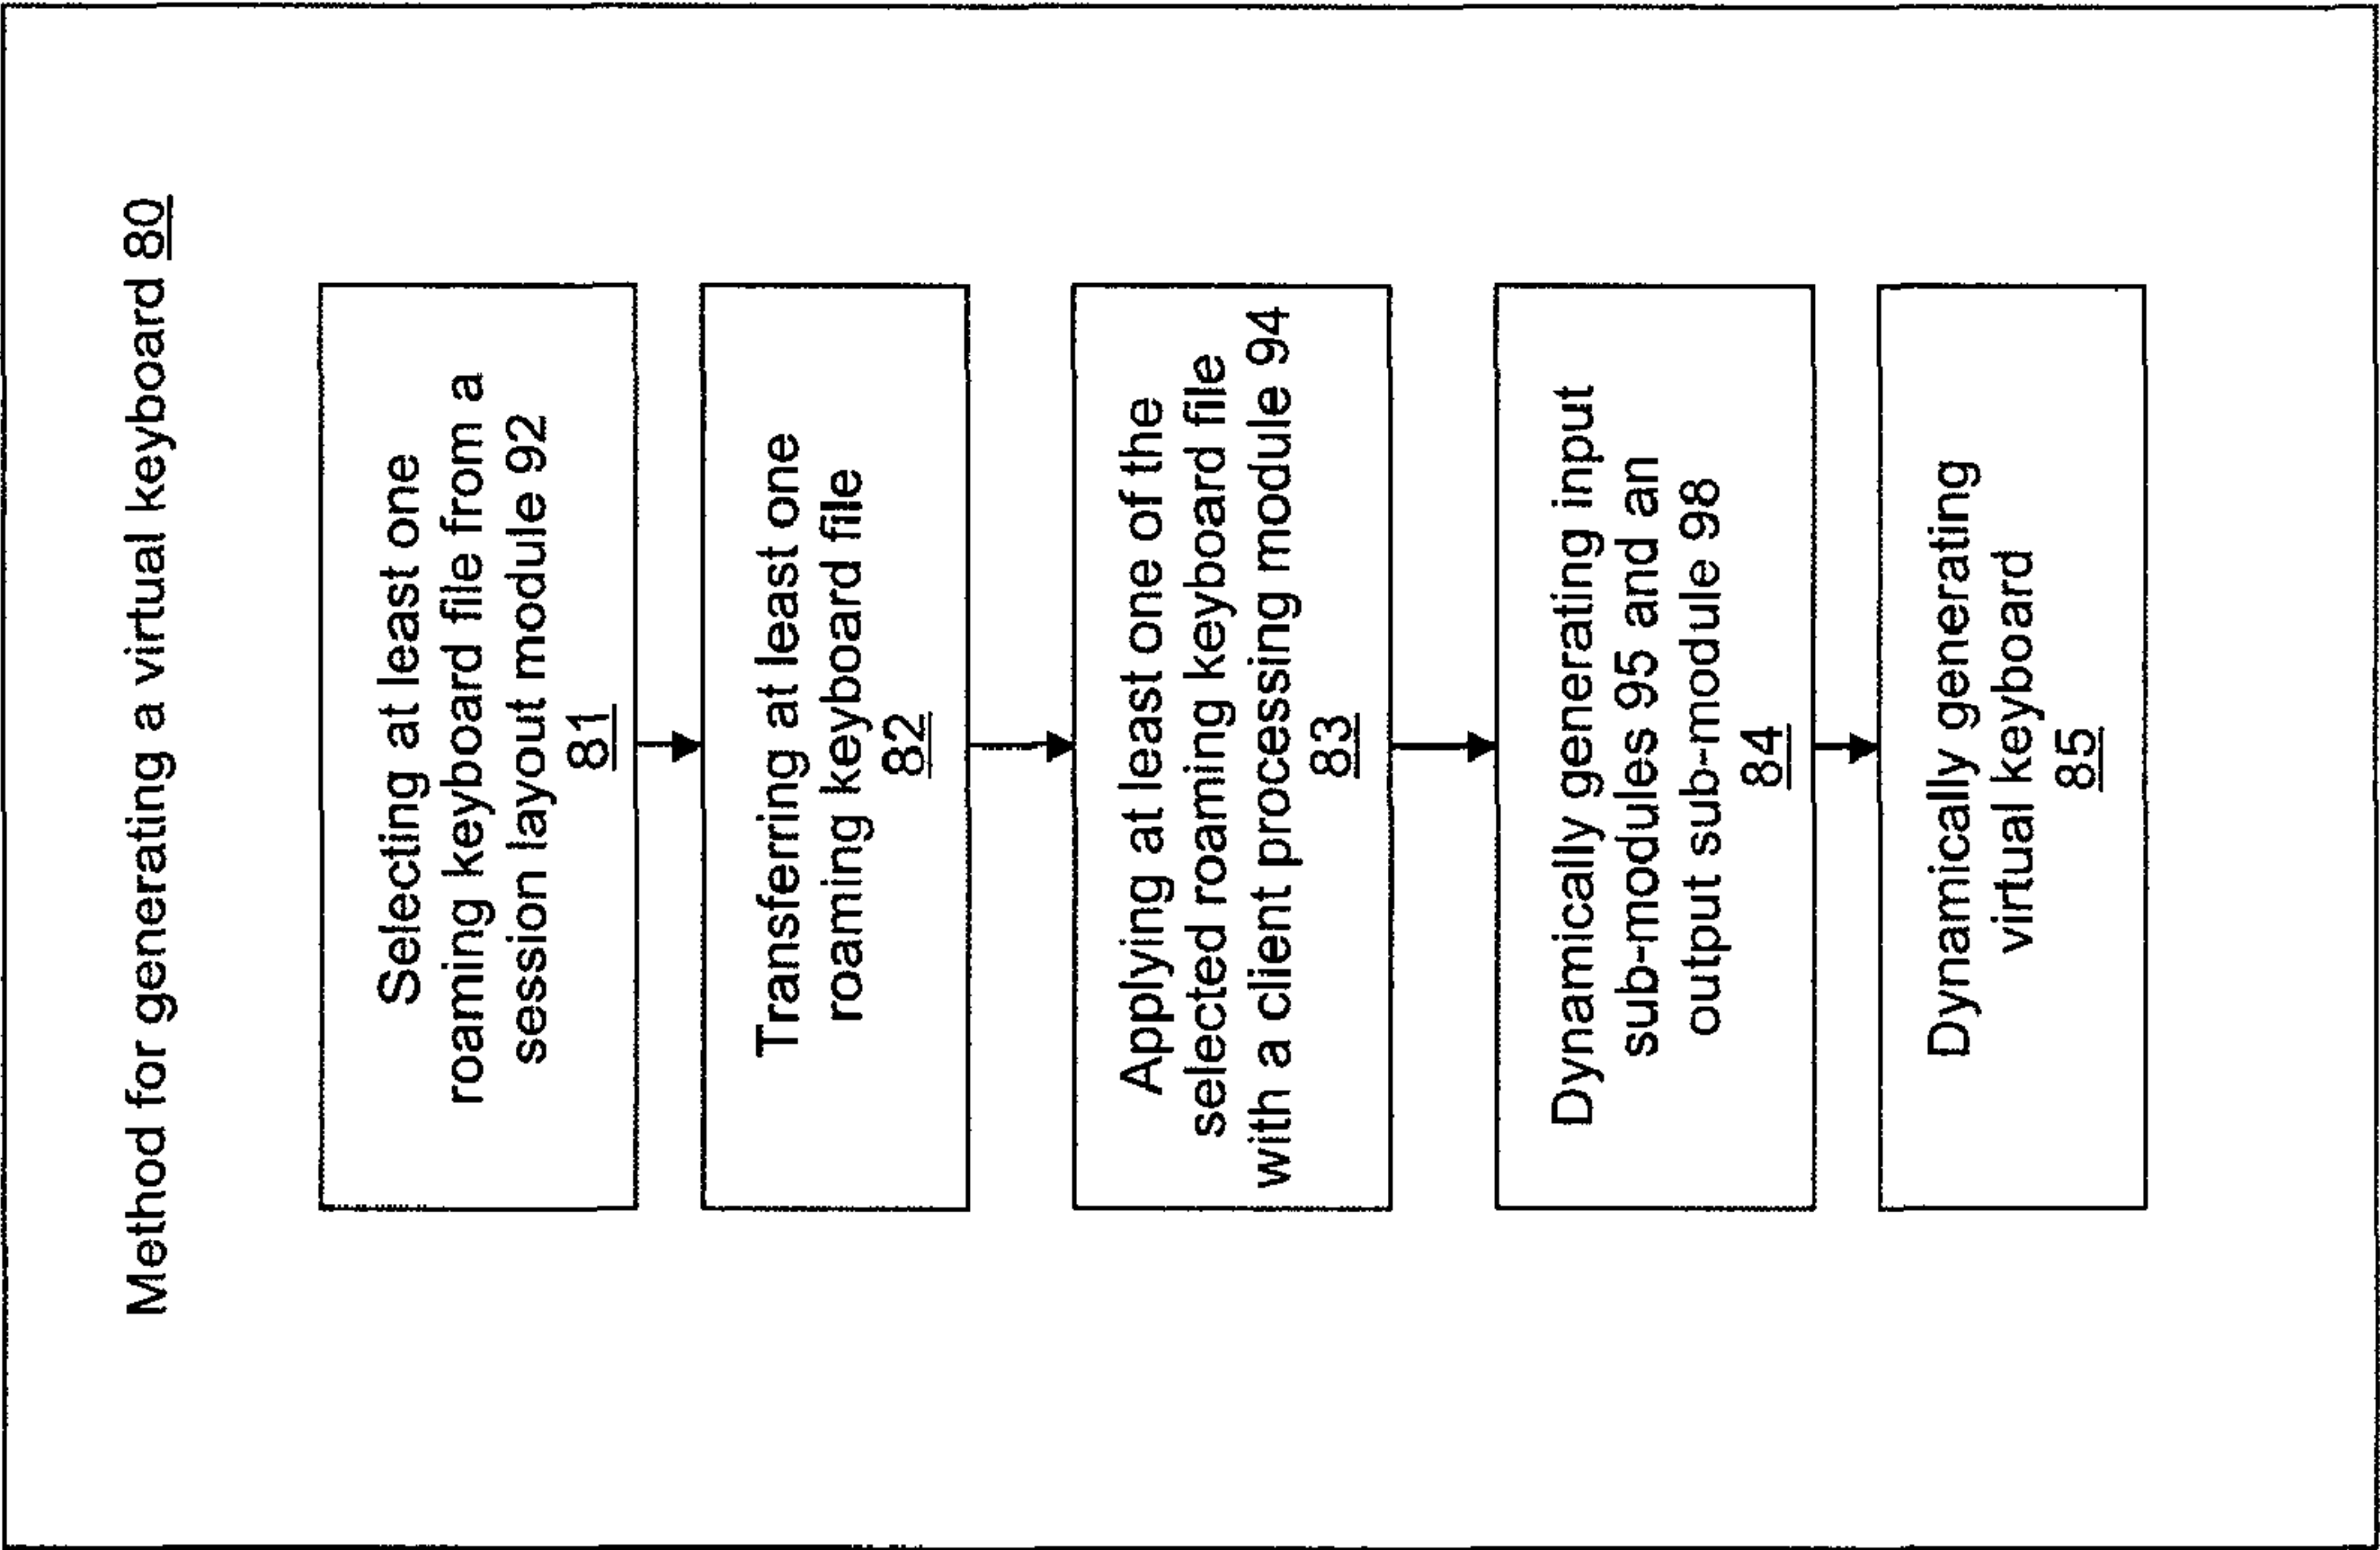 Method for generating a virtual keyboard 80
Selecting at least one
roaming keyboard file from a
session layout module 92
81
Transferring at least one
roaming keyboard file
82
Applying at least one of the
selected roaming keyboard file
with a client processing module 94
83
Dynamically generating input
sub-modules 95 and an
output sub-module 98
84
Dynamically generating
virtual keyboard
85